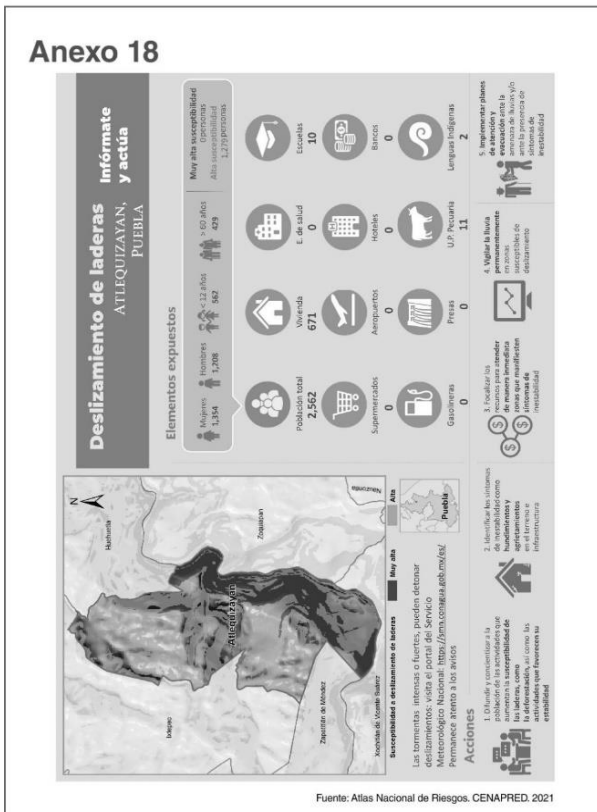 Anexo 18
Deslizamiento de laderas
ATLEQUIZAYAN,
PUEBLA
Infórmate
y actúa
Elementos expuestos
Mujeres
1,354
Hombres
1,208
< 12 años
562
> 60 años
429
Muy alta susceptibilidad
0 personas
Alta susceptibilidad
1,279 personas
Población total
2,562
Vivienda
671
E. de salud
0
Escuelas
10
Supermercados
0
Aeropuertos
0
Hoteles
0
Bancos
0
Gasolineras
0
Presas
0
U.P. Pecuaria
11
Lenguas Indígenas
2
N
Huehuetla
Ixtepec
Zoquiapan
Atlequizayan
Nauzontla
Zapotitlán de Méndez
Xochitlán de Vicente Suárez
Puebla
Susceptibilidad a deslizamiento de laderas
Muy alta
Alta
Las tormentas intensas o fuertes, pueden detonar
deslizamientos: visita el portal del Servicio
Meteorológico Nacional: https://smn.conagua.gob.mx/es/
Permanece atento a los avisos
Acciones
1. Difundir y concientizar a la
población de las actividades que
aumentan la susceptibilidad de
las laderas, como
la deforestación, así como las
actividades que favorecen su
estabilidad
2. Identificar los síntomas
de inestabilidad como
hundimientos y
agrietamientos
en el terreno e
infraestructura
3. Focalizar los
recursos para atender
de manera inmediata
zonas que manifiesten
síntomas de
inestabilidad
4. Vigilar la lluvia
permanentemente
en zonas
susceptibles de
deslizamiento
5. Implementar planes
de atención y
evacuación ante la
amenaza de lluvias y/o
ante la presencia de
síntomas de
inestabilidad
Fuente: Atlas Nacional de Riesgos. CENAPRED. 2021